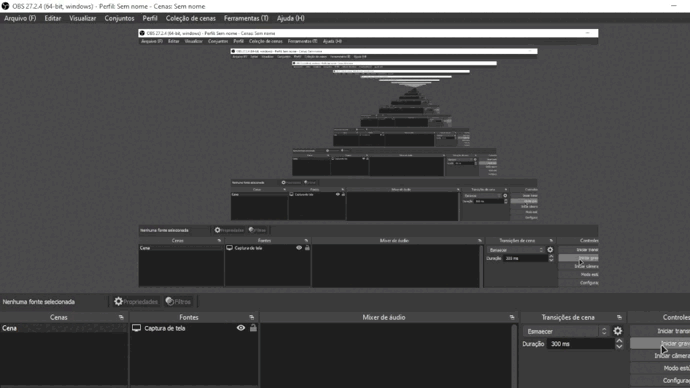 OBS 27.2.4 (64-bit, windows) - Perfil: Sem nome - Cenas: Sem nome
Arquivo (F) Editar Visualizar Conjuntos Perfil Coleção de cenas Ferramentas (T) Ajuda (H)
OBS 27.2.4 (64-bit, windows) - Perfil: Sem nome - Cenas: Sem nome
Arquivo (F) Editar Visualizar Conjuntos Perfil Coleção de cenas Ferramentas (T) Ajuda (H)
Nenhuma fonte selecionada Propriedades Filtros
Cenas Fontes Mixer de áudio Transições de cena Controles
Cena Captura de tela Esmaecer Iniciar trans
Duração 300 ms Iniciar grav
Iniciar câmera
Modo est
Configura
Nenhuma fonte selecionada Propriedades Filtros
Cenas Fontes Mixer de áudio Transições de cena Controles
Cena Captura de tela Esmaecer Iniciar trans
Duração 300 ms Iniciar grav
Iniciar câmera
Modo est
Configura